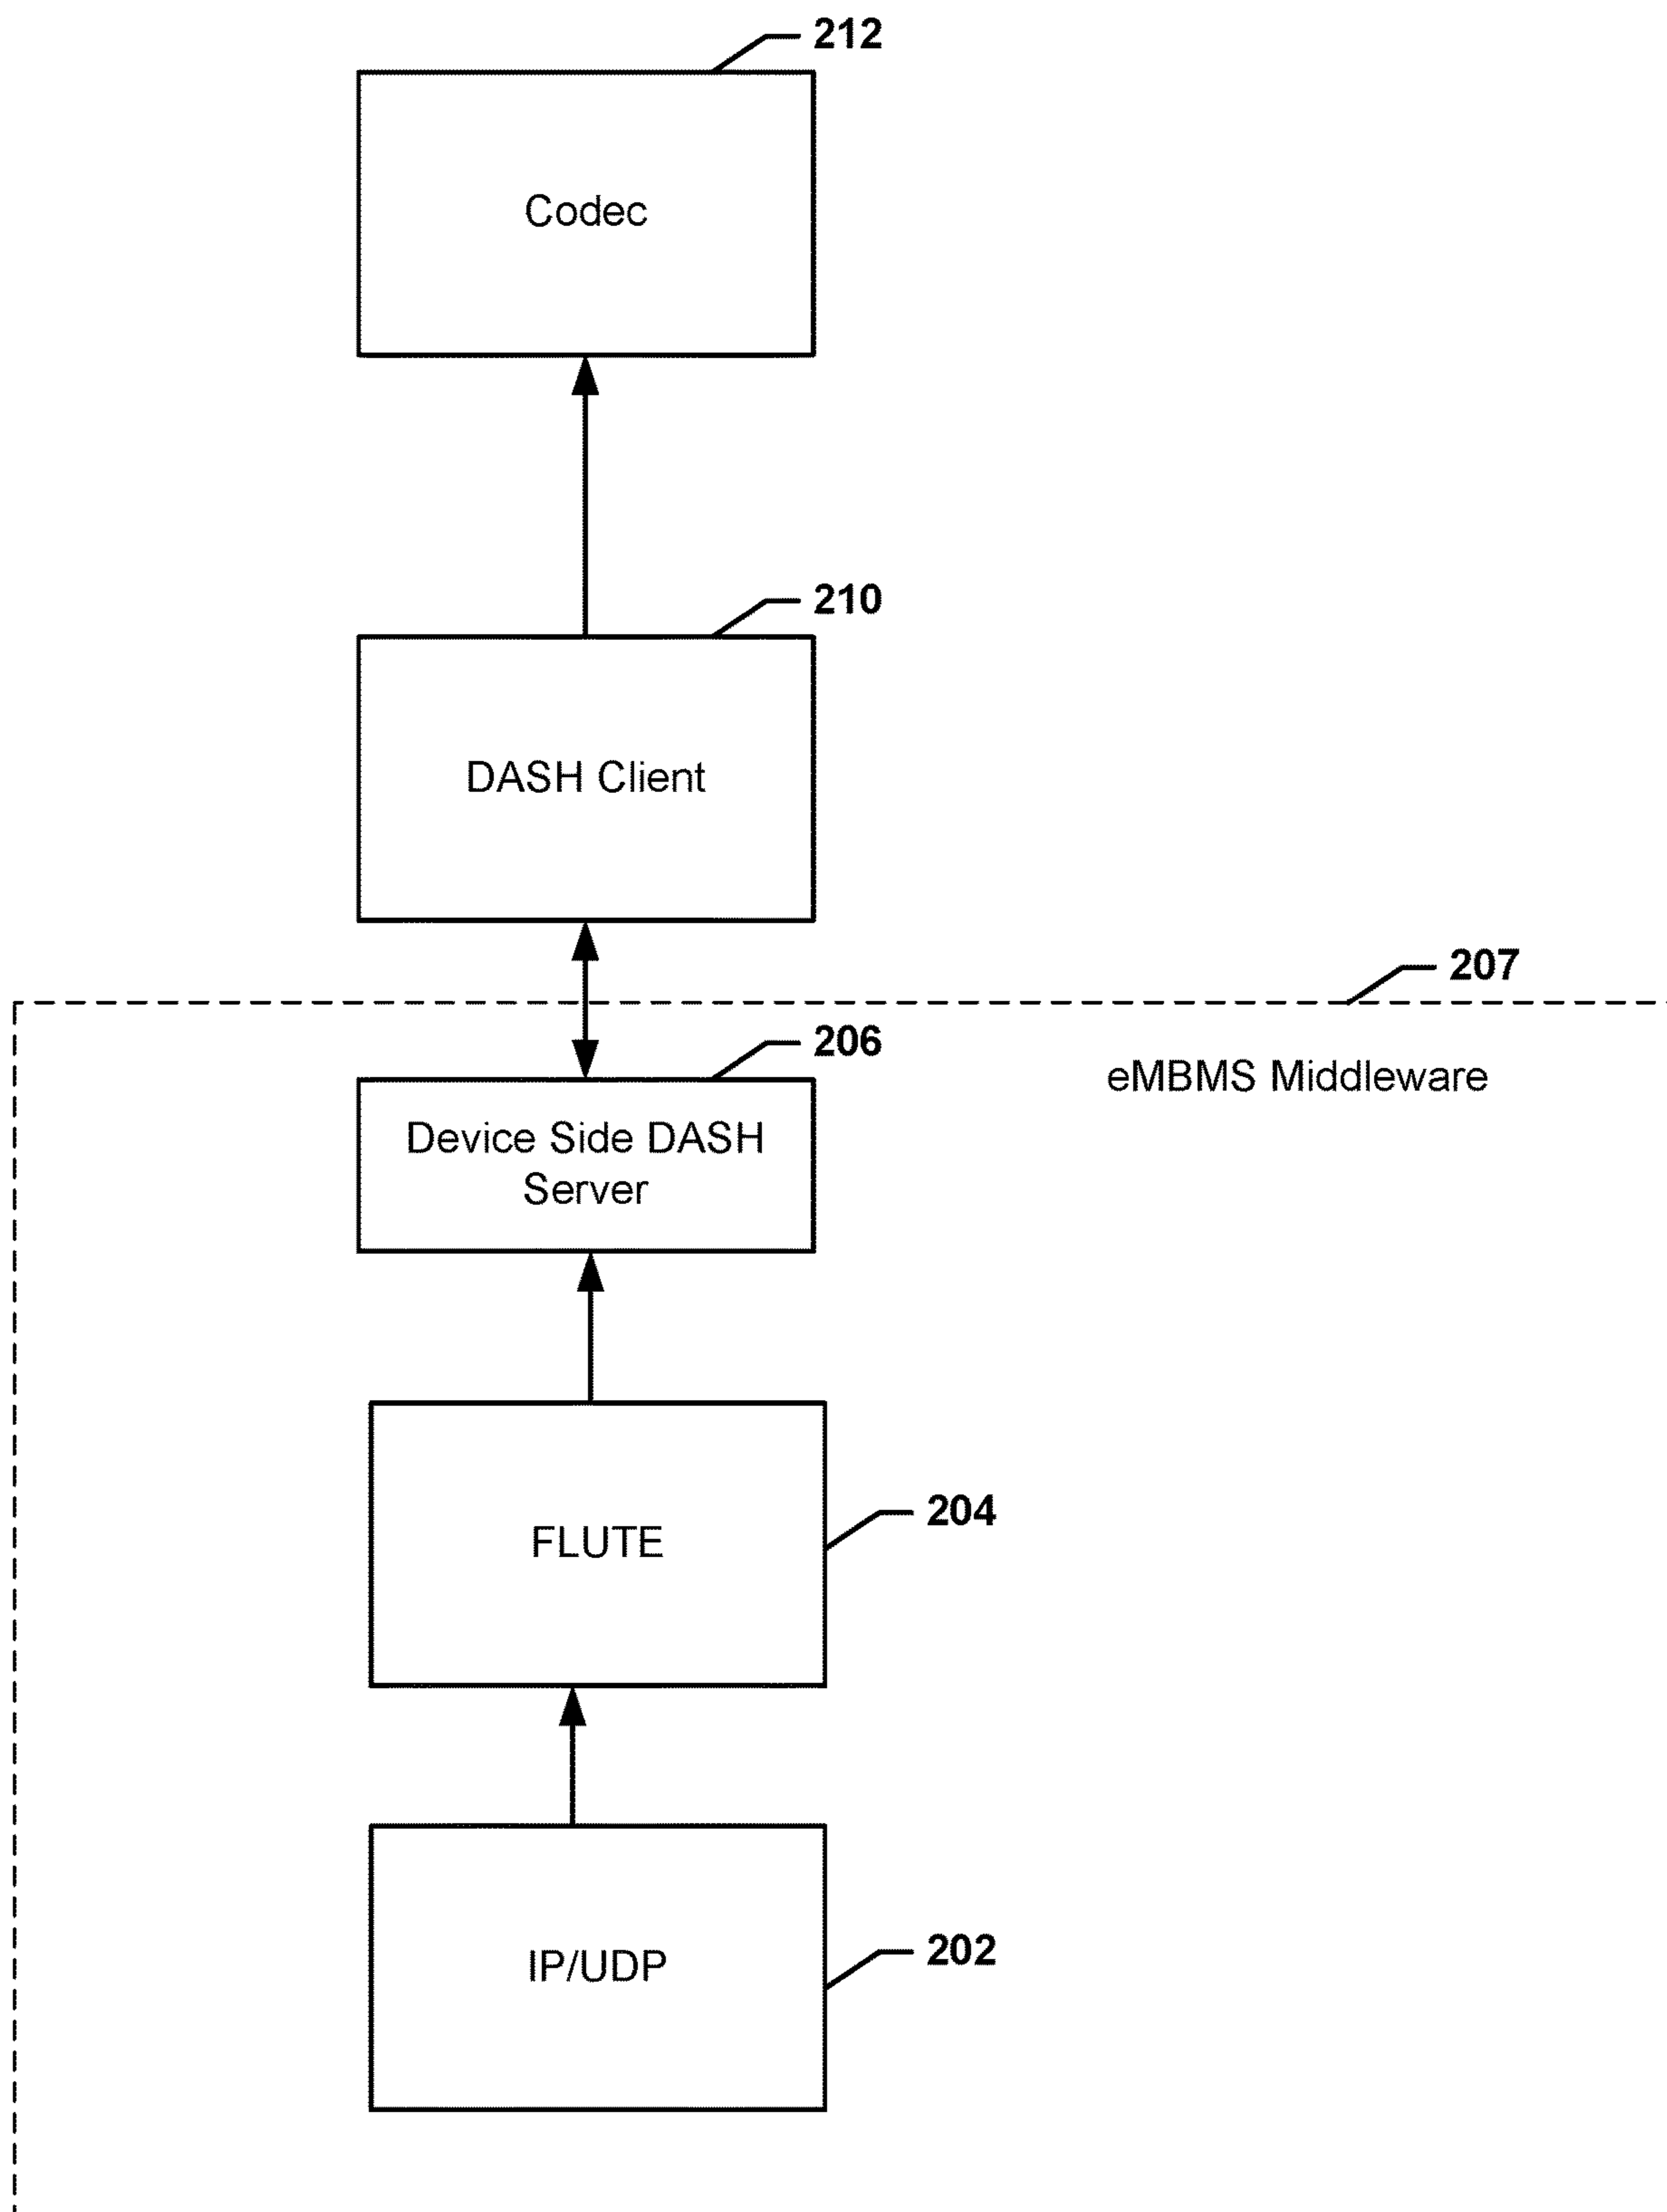 212
Codec
210
DASH Client
207
206
eMBMS Middleware
Device Side DASH
Server
204
FLUTE
202
IP/UDP